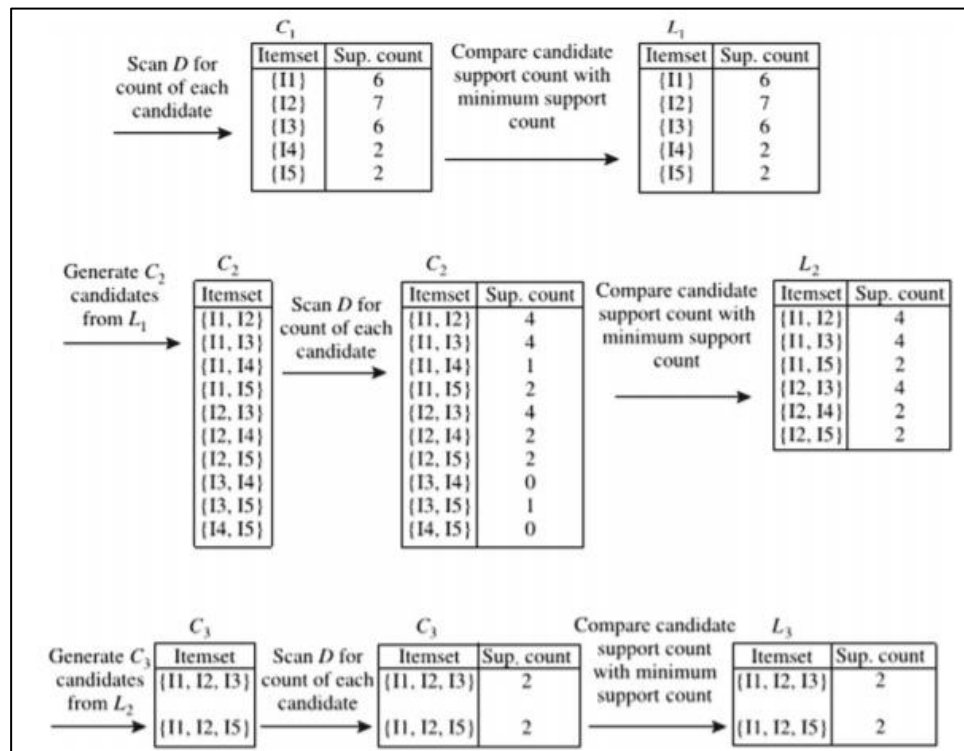 C1
L1
Scan D for
count of each
candidate
Itemset Sup. count
{I1} 6
{I2} 7
{I3} 6
{I4} 2
{I5} 2
Compare candidate
support count with
minimum support
count
Itemset Sup. count
{I1} 6
{I2} 7
{I3} 6
{I4} 2
{I5} 2
Generate C2
candidates
from L1
C2
Itemset
{I1, I2}
{I1, I3}
{I1, I4}
{I1, I5}
{I2, I3}
{I2, I4}
{I2, I5}
{I3, I4}
{I3, I5}
{I4, I5}
Scan D for
count of each
candidate
C2
Itemset Sup. count
{I1, I2} 4
{I1, I3} 4
{I1, I4} 1
{I1, I5} 2
{I2, I3} 4
{I2, I4} 2
{I2, I5} 2
{I3, I4} 0
{I3, I5} 1
{I4, I5} 0
Compare candidate
support count with
minimum support
count
L2
Itemset Sup. count
{I1, I2} 4
{I1, I3} 4
{I1, I5} 2
{I2, I3} 4
{I2, I4} 2
{I2, I5} 2
Generate C3
candidates
from L2
C3
Itemset
{I1, I2, I3}
{I1, I2, I5}
Scan D for
count of each
candidate
C3
Itemset Sup. count
{I1, I2, I3} 2
{I1, I2, I5} 2
Compare candidate
support count
with minimum
support count
L3
Itemset Sup. count
{I1, I2, I3} 2
{I1, I2, I5} 2